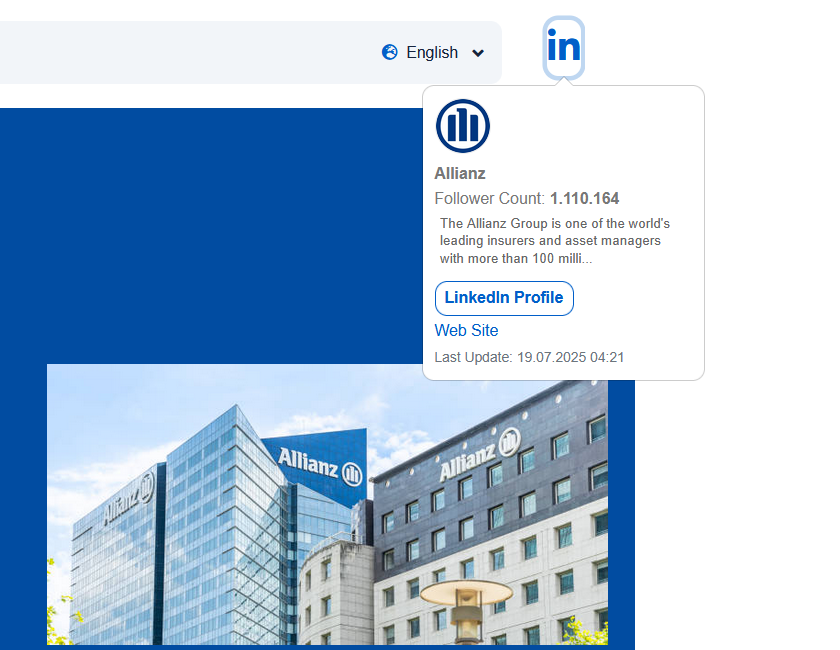 English
in
Allianz
Follower Count: 1.110.164
The Allianz Group is one of the world's
leading insurers and asset managers
with more than 100 milli...
LinkedIn Profile
Web Site
Last Update: 19.07.2025 04:21
Allianz
Allianz
Allianz